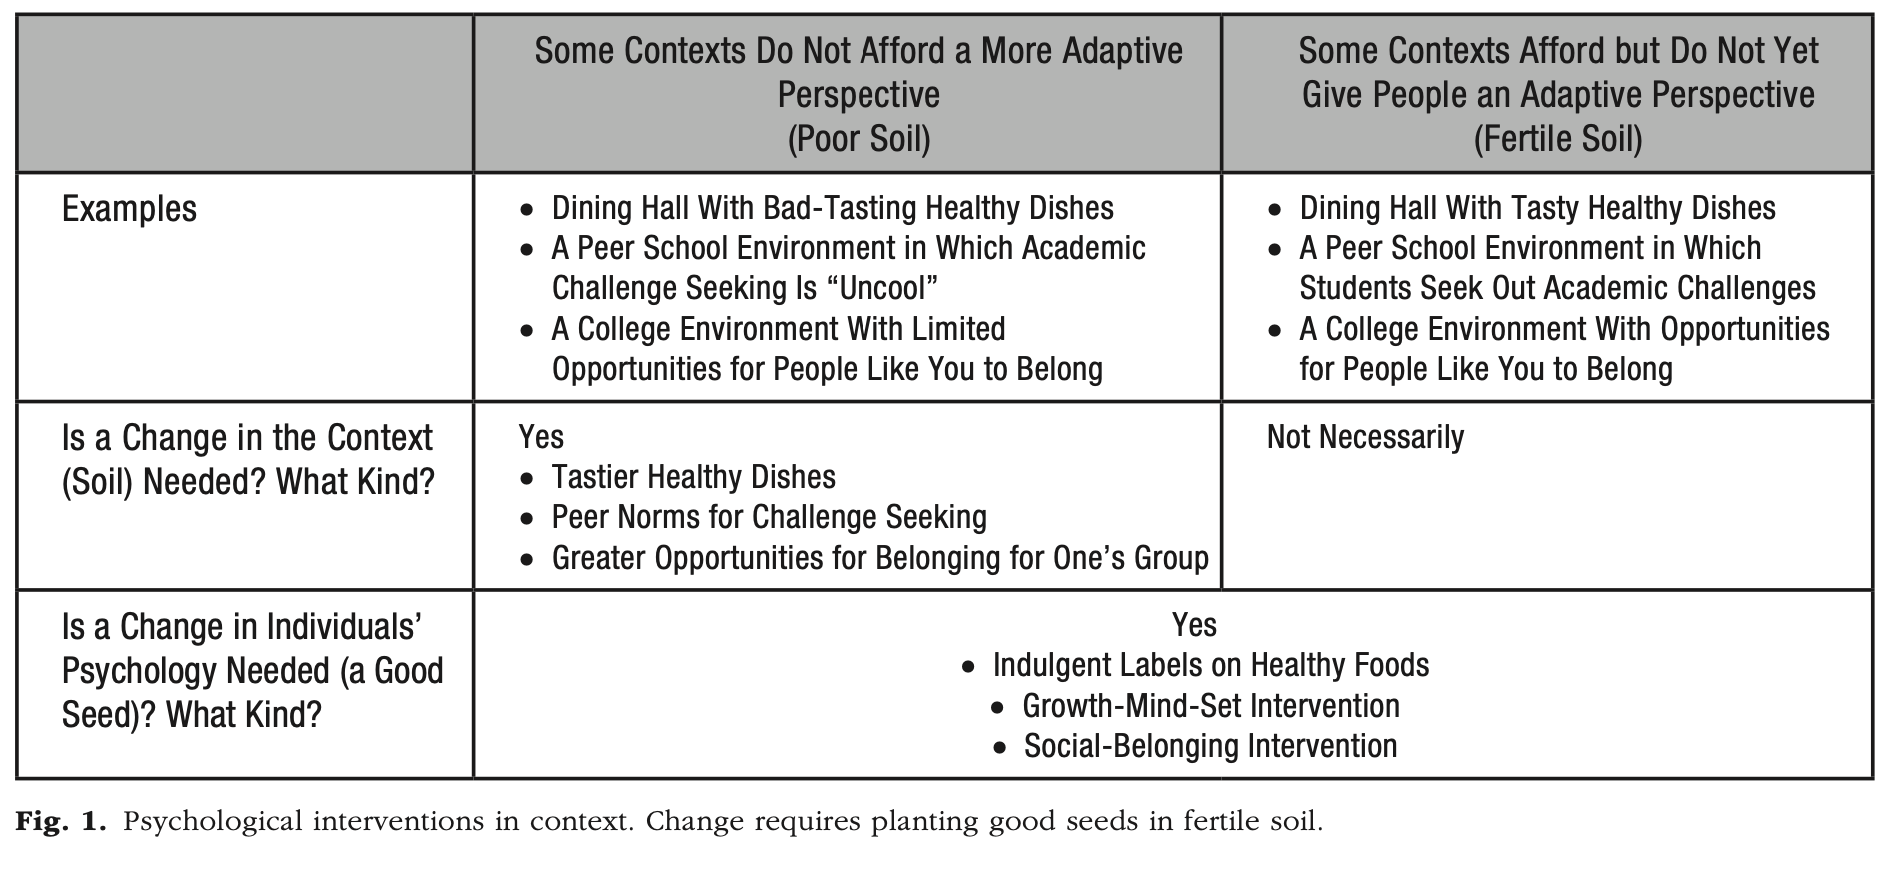 Some Contexts Do Not Afford a More Adaptive
Perspective
(Poor Soil)
Some Contexts Afford but Do Not Yet
Give People an Adaptive Perspective
(Fertile Soil)
Examples
• Dining Hall With Bad-Tasting Healthy Dishes
• A Peer School Environment in Which Academic
Challenge Seeking Is “Uncool”
• A College Environment With Limited
Opportunities for People Like You to Belong
• Dining Hall With Tasty Healthy Dishes
• A Peer School Environment in Which
Students Seek Out Academic Challenges
• A College Environment With Opportunities
for People Like You to Belong
Is a Change in the Context
(Soil) Needed? What Kind?
Yes
• Tastier Healthy Dishes
• Peer Norms for Challenge Seeking
• Greater Opportunities for Belonging for One’s Group
Not Necessarily
Is a Change in Individuals’
Psychology Needed (a Good
Seed)? What Kind?
Yes
• Indulgent Labels on Healthy Foods
• Growth-Mind-Set Intervention
• Social-Belonging Intervention
Fig. 1. Psychological interventions in context. Change requires planting good seeds in fertile soil.